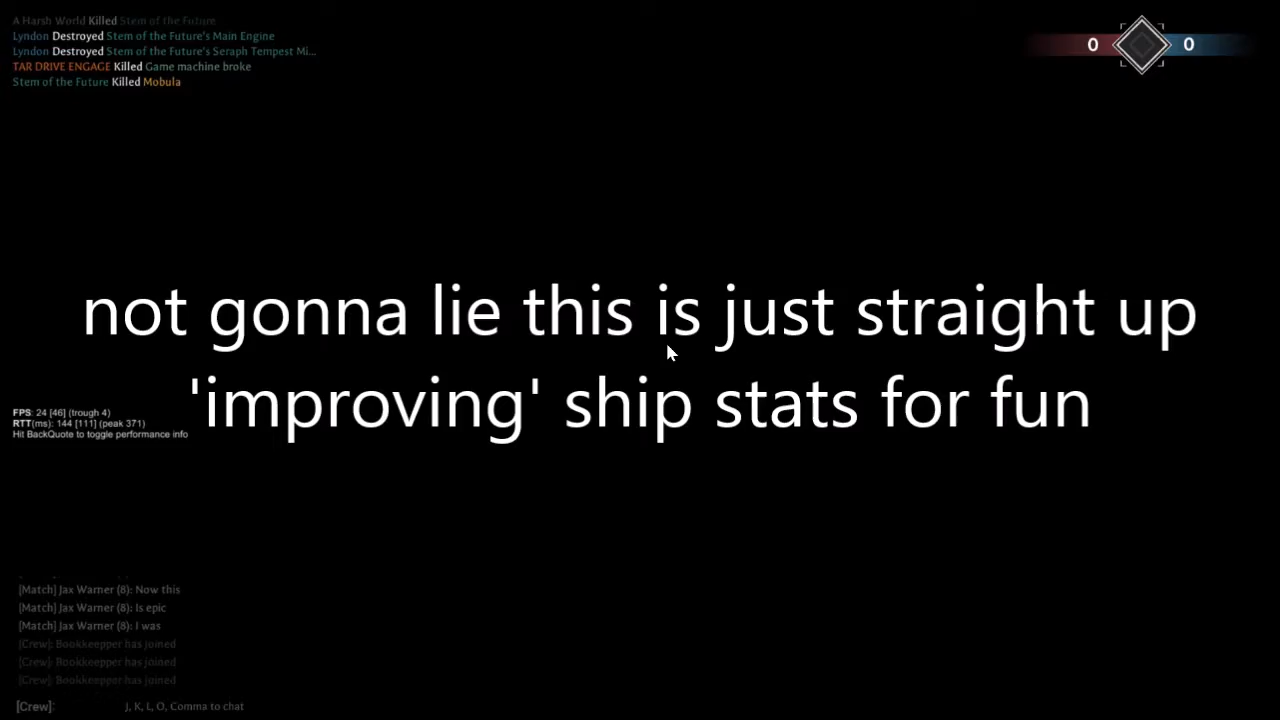 A Harsh World Killed Stem of the Future
Lyndon Destroyed Stem of the Future's Main Engine
Lyndon Destroyed Stem of the Future's Seraph Tempest Mi...
TAR DRIVE ENGAGE Killed Game machine broke
Stem of the Future Killed Mobula
0 0
not gonna lie this is just straight up
'improving' ship stats for fun
FPS: 24 [46] (trough 4)
RTT(ms): 144 [111] (peak 371)
Hit BackQuote to toggle performance info
[Match] Jax Warner (8): Now this
[Match] Jax Warner (8): Is epic
[Match] Jax Warner (8): I was
[Crew]: Bookkeepper has joined
[Crew]: Bookkeepper has joined
[Crew]: Bookkeepper has joined
[Crew]: J, K, L, O, Comma to chat